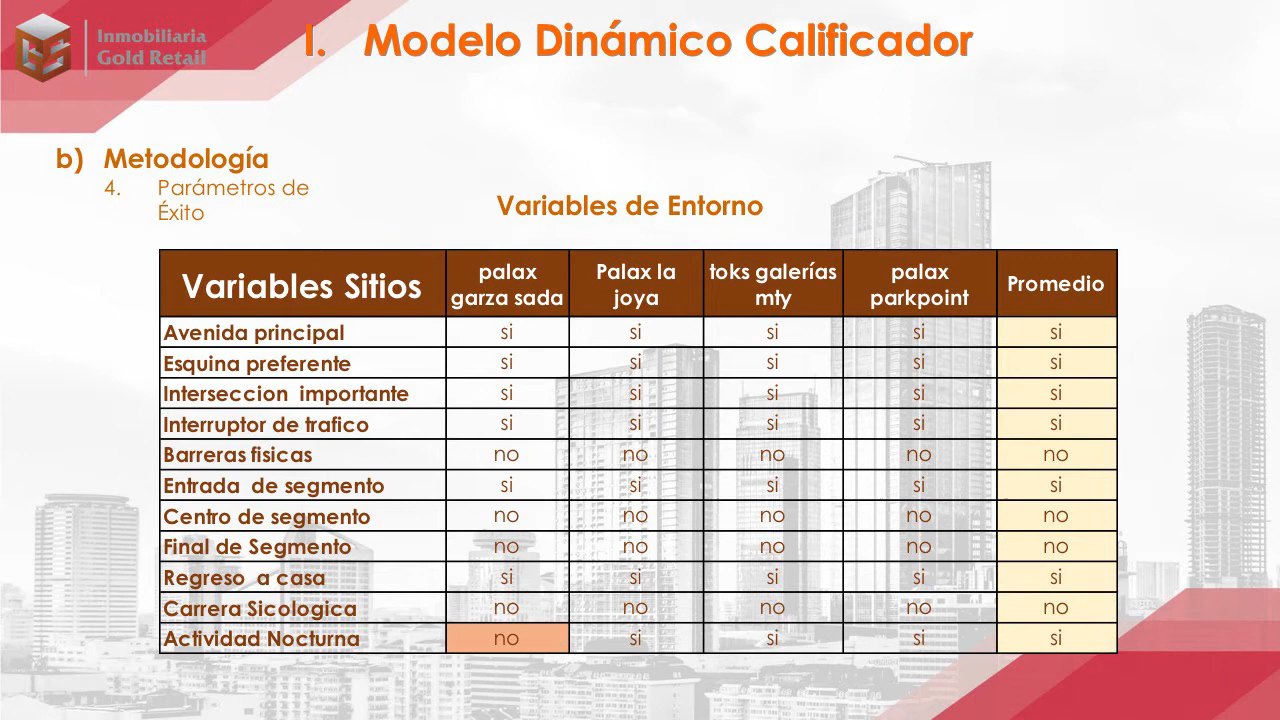 Inmobiliaria
Gold Retail
I. Modelo Dinámico Calificador
b) Metodología
4. Parámetros de
Éxito
Variables de Entorno
Variables Sitios palax garza sada Palax la joya toks galerías mty palax parkpoint Promedio
Avenida principal si si si si si
Esquina preferente si si si si si
Interseccion importante si si si si si
Interruptor de trafico si si si si si
Barreras fisicas no no no no no
Entrada de segmento si si si si si
Centro de segmento no no no no no
Final de Segmento no no no no no
Regreso a casa si si si si si
Carrera Sicologica no no no no no
Actividad Nocturna no si si si si